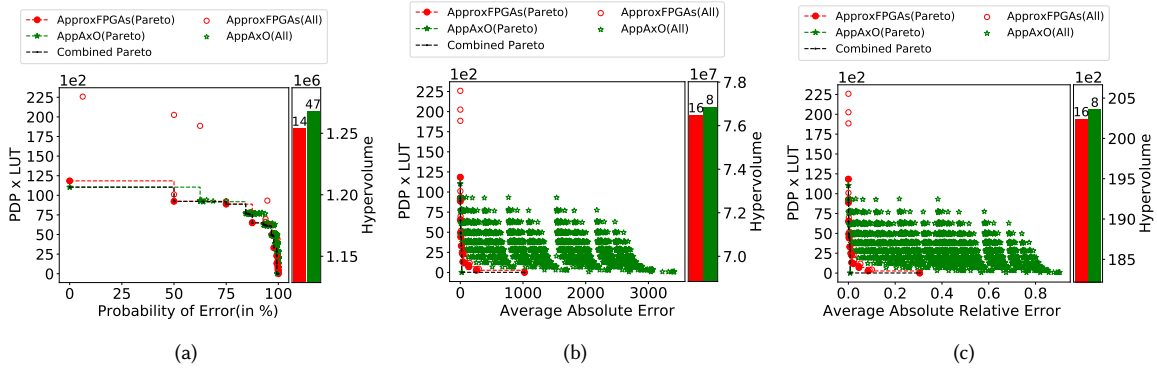 ApproxFPGAs(Pareto) ApproxFPGAs(All)
AppAxO(Pareto) AppAxO(All)
Combined Pareto
1e2 1e6
225
200
175
150
125
100
75
50
25
0
PDP x LUT
0 25 50 75 100
Probability of Error(in %)
14 47
1.25
1.20
1.15
Hypervolume
(a)
ApproxFPGAs(Pareto) ApproxFPGAs(All)
AppAxO(Pareto) AppAxO(All)
Combined Pareto
1e2 1e7
225
200
175
150
125
100
75
50
25
0
PDP x LUT
0 1000 2000 3000
Average Absolute Error
16 8
7.8
7.6
7.4
7.2
7.0
Hypervolume
(b)
ApproxFPGAs(Pareto) ApproxFPGAs(All)
AppAxO(Pareto) AppAxO(All)
Combined Pareto
1e2 1e2
225
200
175
150
125
100
75
50
25
0
PDP x LUT
0.0 0.2 0.4 0.6 0.8
Average Absolute Relative Error
16 8
205
200
195
190
185
Hypervolume
(c)